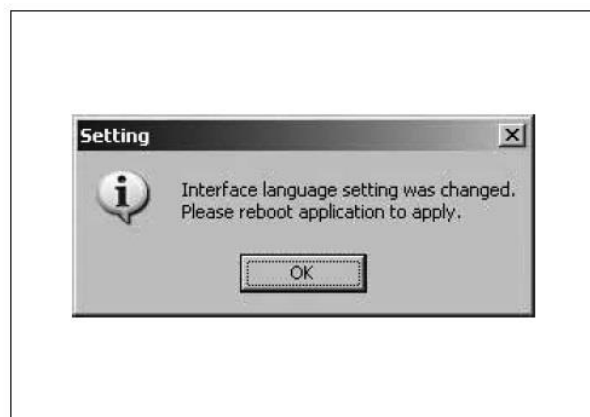 Setting
Interface language setting was changed.
Please reboot application to apply.
OK